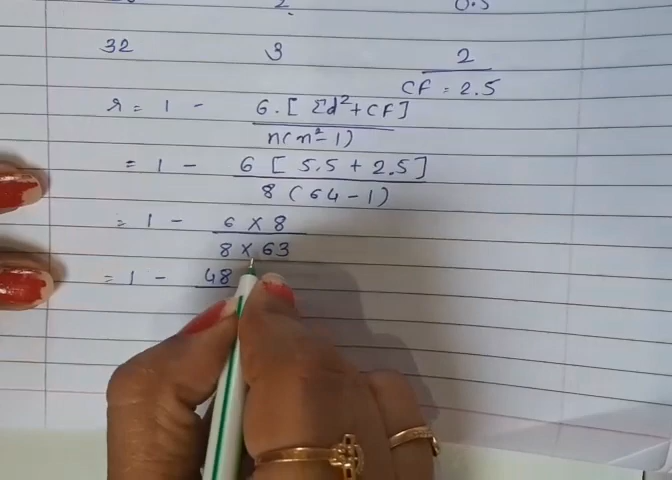 2 0.5
32 3 2
CF = 2.5
r = 1 - 6.[Σd²+CF] / n(n²-1)
= 1 - 6[5.5+2.5] / 8(64-1)
= 1 - 6×8 / 8×63
= 1 - 48